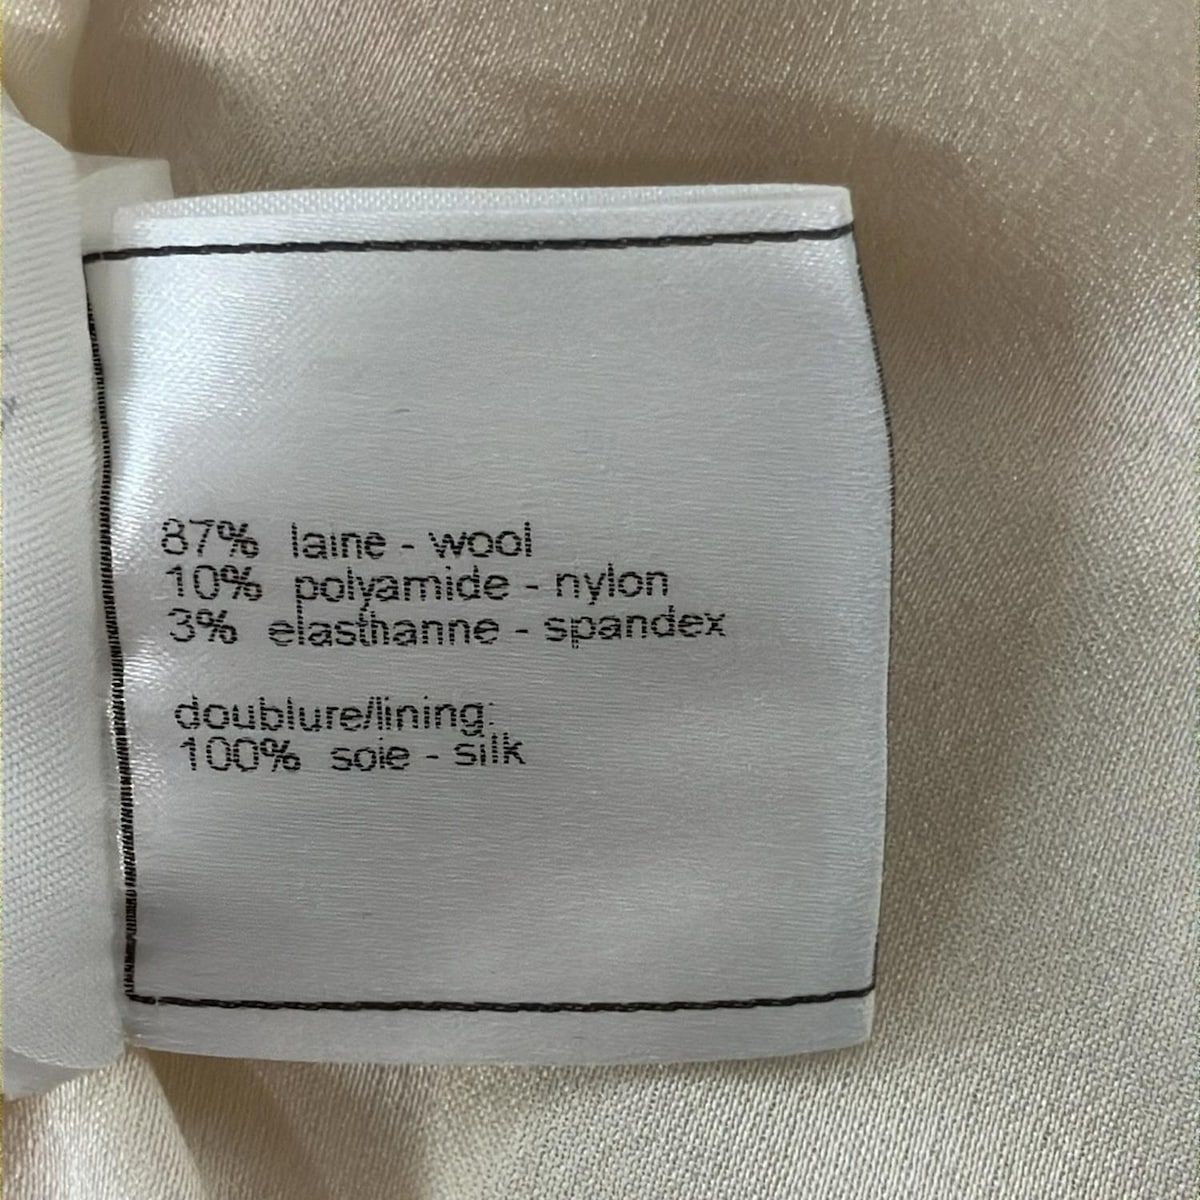 87% laine - wool
10% polyamide - nylon
3% elasthanne - spandex
doublure/lining:
100% soie - silk